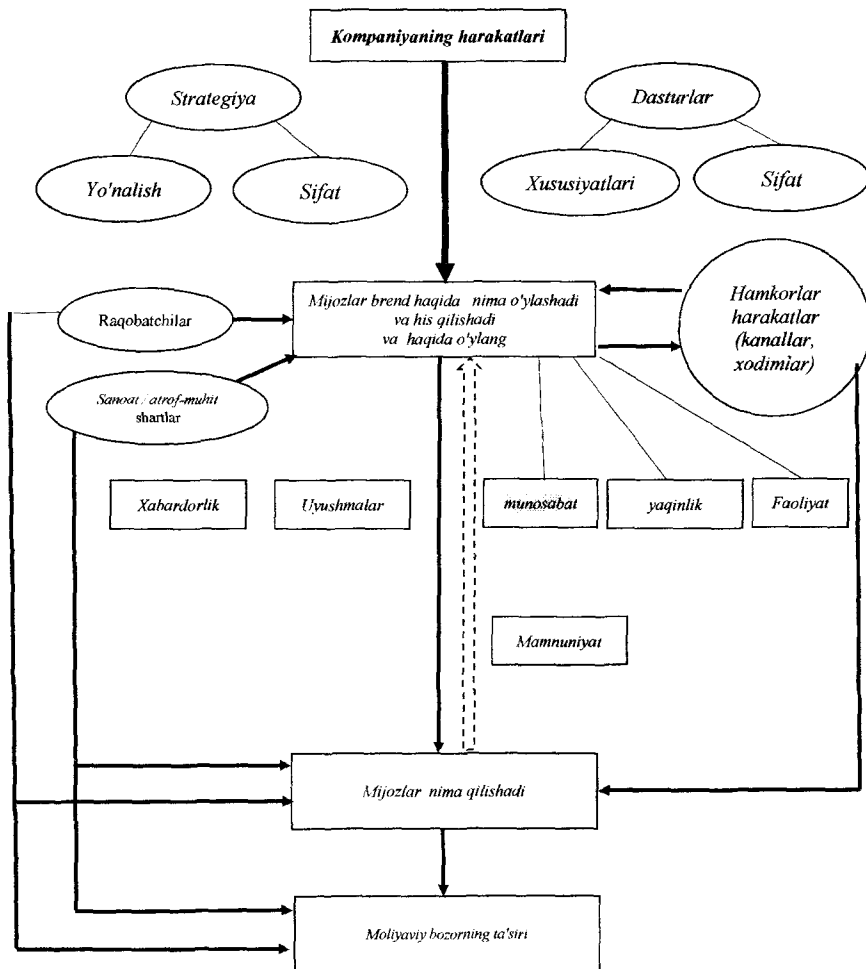 Kompaniyaning harakatlari
Strategiya
Dasturlar
Yo'nalish
Sifat
Xususiyatlari
Sifat
Mijozlar brend haqida nima o'ylashadi
va his qilishadi
va haqida o'ylang
Raqobatchilar
Hamkorlar
harakatlar
(kanallar,
xodimlar)
Sanoat / atrof-muhit
shartlar
Xabardorlik
Uyushmalar
munosabat
yaqinlik
Faoliyat
Mamnuniyat
Mijozlar nima qilishadi
Moliyaviy bozorning ta'siri